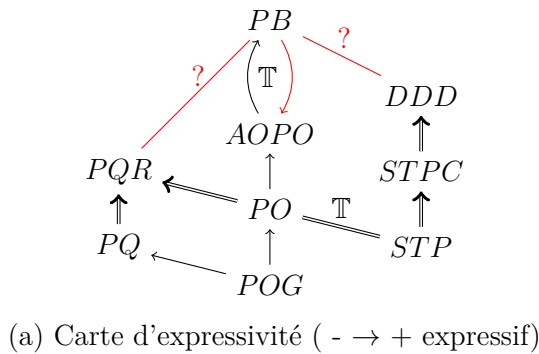 PB
?
?
𝕋
DDD
AOPO
PQR
STPC
PO
𝕋
PQ
STP
POG
(a) Carte d'expressivité ( - → + expressif)